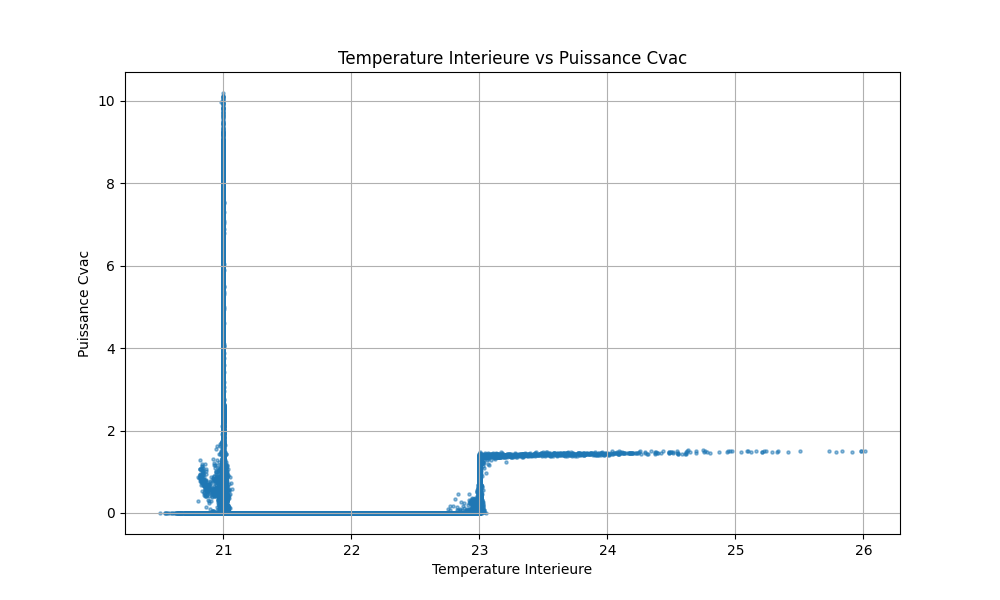 Temperature Interieure vs Puissance Cvac
Puissance Cvac
10
8
6
4
2
0
21 22 23 24 25 26
Temperature Interieure